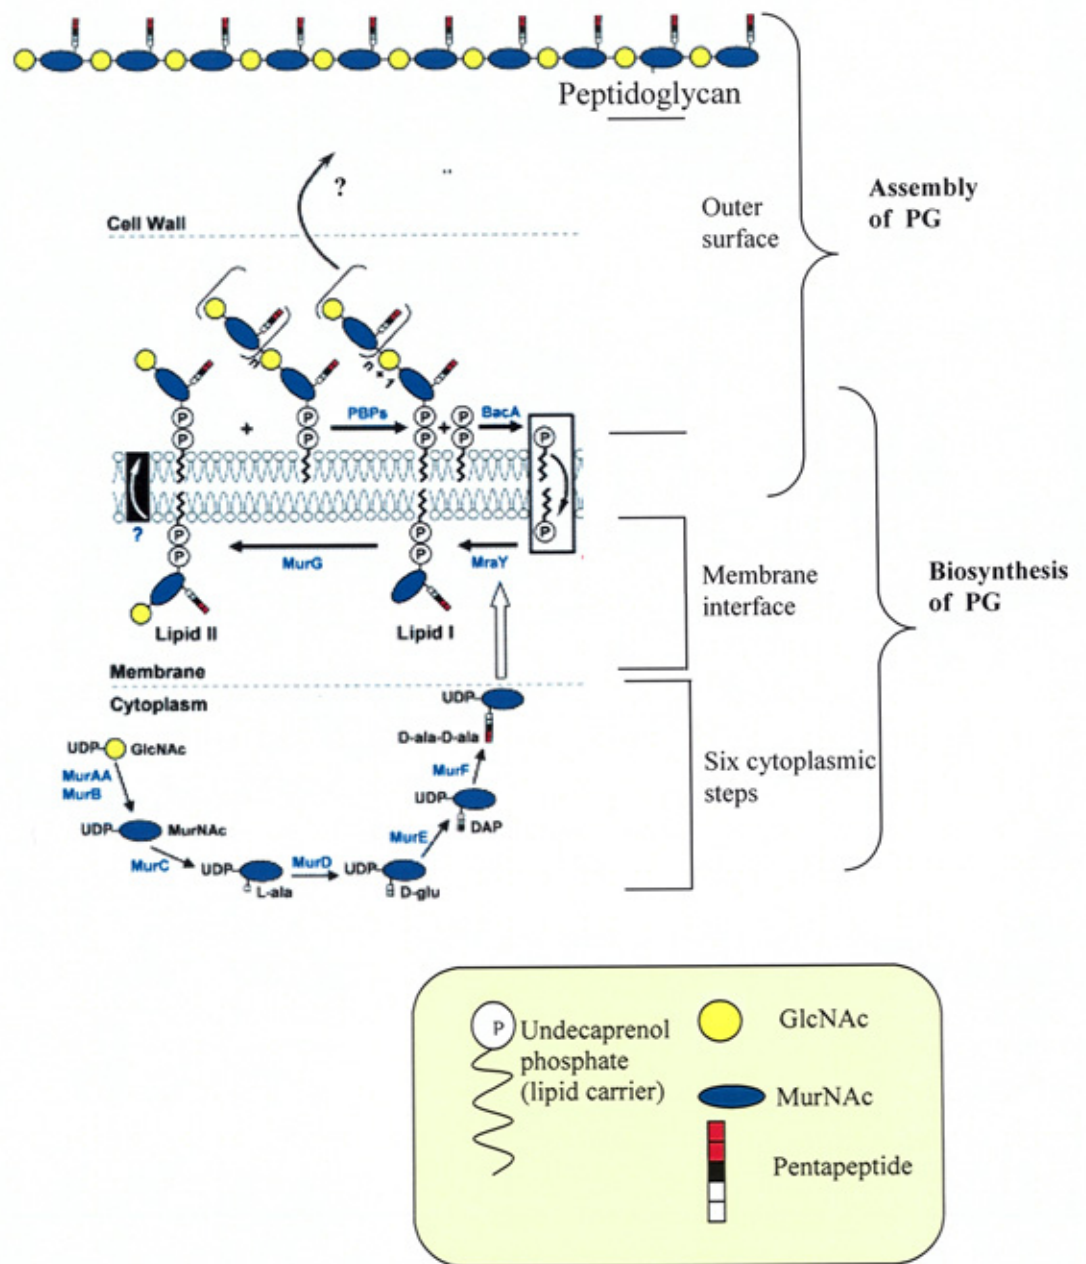 Peptidoglycan
?
Cell Wall
Outer
surface
Assembly
of PG
n
n + 1
P
P
P
P
P
P
P
P
+
PBPs
+
BacA
P
P
?
P
P
P
P
MurG
MraY
Lipid II
Lipid I
Membrane
interface
Biosynthesis
of PG
Membrane
Cytoplasm
UDP
D-ala-D-ala
UDP GlcNAc
MurAA
MurB
MurF
UDP
DAP
Six cytoplasmic
steps
UDP MurNAc
MurE
MurC
UDP
L-ala
MurD
UDP
D-glu
P
Undecaprenol
phosphate
(lipid carrier)
GlcNAc
MurNAc
Pentapeptide